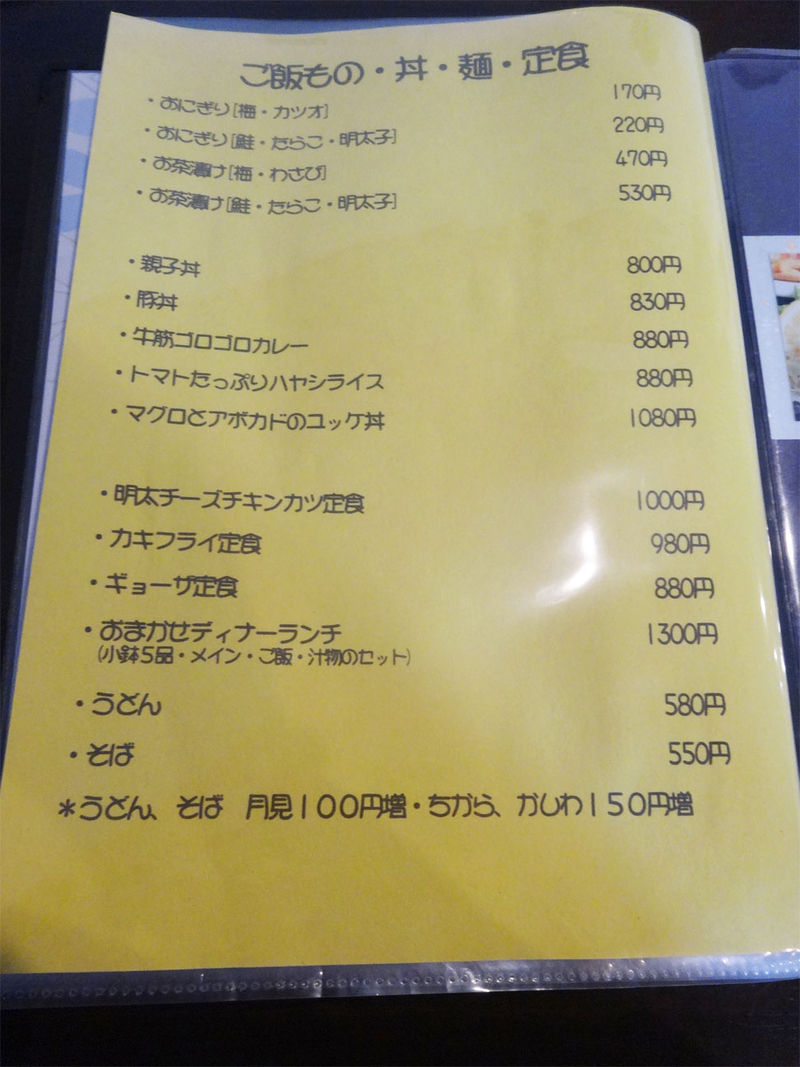 ご飯もの・丼・麺・定食
・おにぎり[梅・カツオ] 170円
・おにぎり[鮭・たらこ・明太子] 220円
・お茶漬け[梅・わさび] 470円
・お茶漬け[鮭・たらこ・明太子] 530円
・親子丼 800円
・豚丼 830円
・牛筋ゴロゴロカレー 880円
・トマトたっぷりハヤシライス 880円
・マグロとアボカドのユッケ丼 1080円
・明太チーズチキンカツ定食 1000円
・カキフライ定食 980円
・ギョーザ定食 880円
・おまかせディナーランチ 1300円
(小鉢5品・メイン・ご飯・汁物のセット)
・うどん 580円
・そば 550円
*うどん、そば 月見100円増・ちから、かしわ150円増